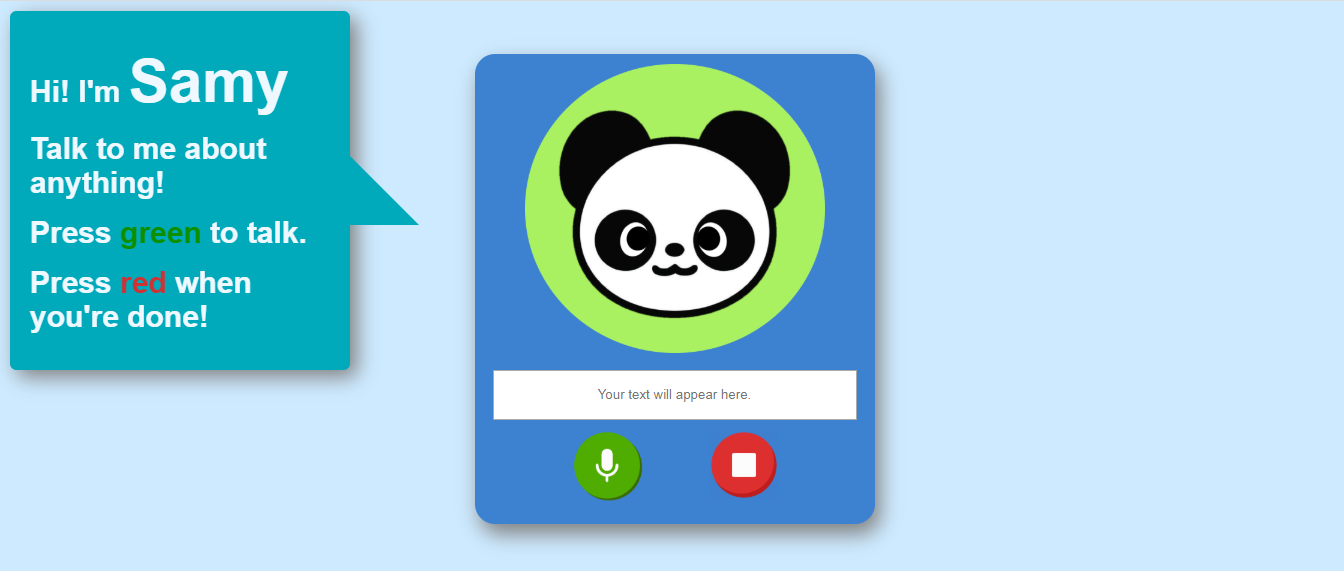 Hi! I'm Samy
Talk to me about
anything!
Press green to talk.
Press red when
you're done!
Your text will appear here.